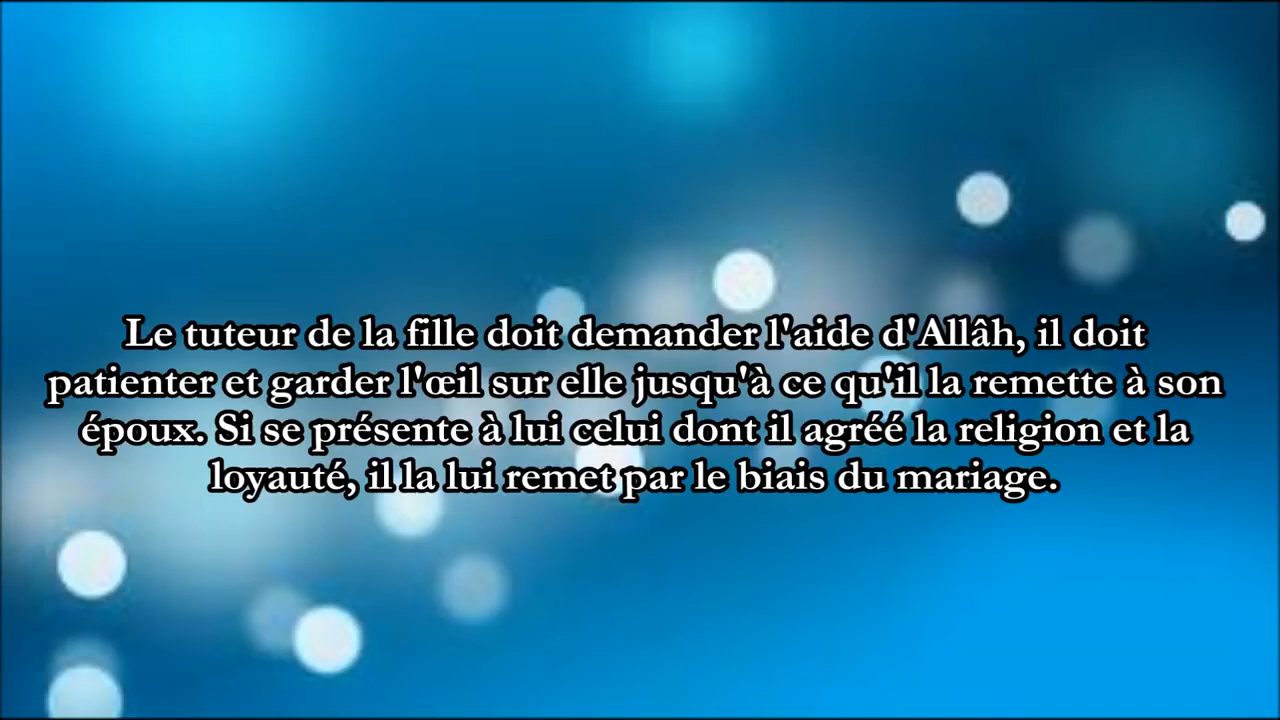 Le tuteur de la fille doit demander l'aide d'Allâh, il doit
patienter et garder l'œil sur elle jusqu'à ce qu'il la remette à son
époux. Si se présente à lui celui dont il agréé la religion et la
loyauté, il la lui remet par le biais du mariage.